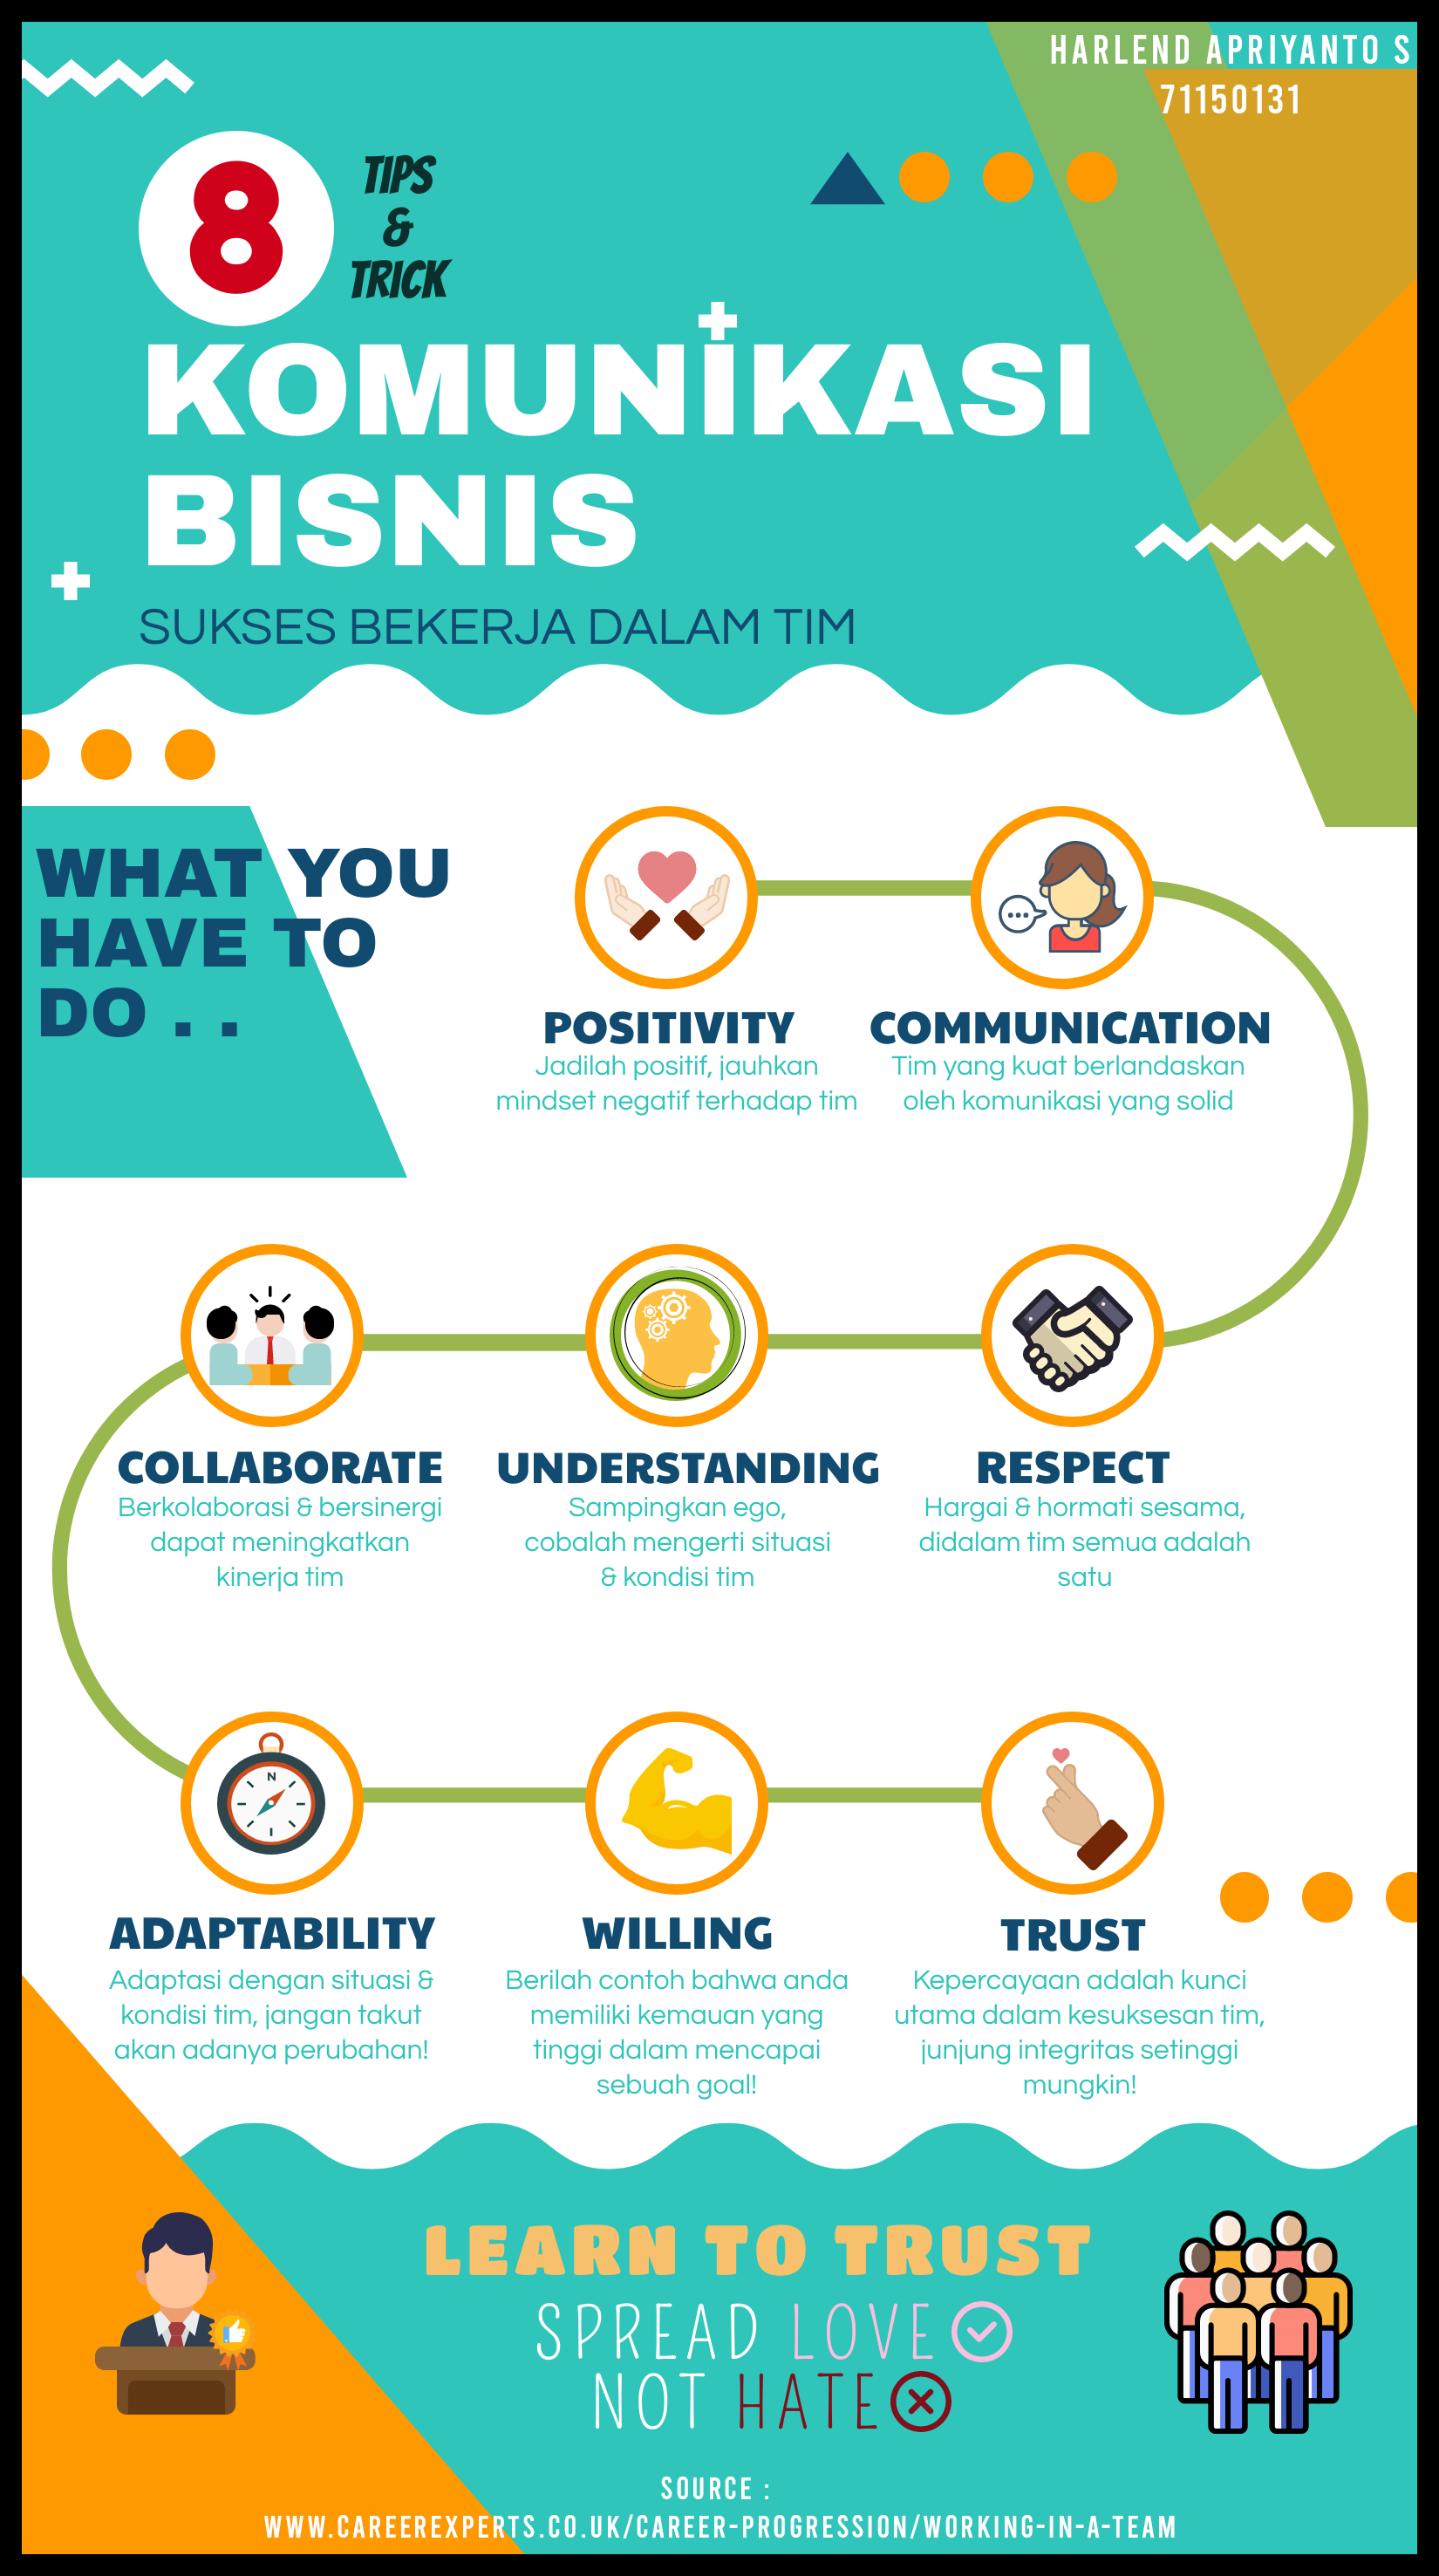 HARLEND APRIYANTO S
71150131
8
TIPS
&
TRICK
KOMUNIKASI
BISNIS
SUKSES BEKERJA DALAM TIM
WHAT YOU
HAVE TO
DO . .
POSITIVITY
Jadilah positif, jauhkan
mindset negatif terhadap tim
COMMUNICATION
Tim yang kuat berlandaskan
oleh komunikasi yang solid
COLLABORATE
Berkolaborasi & bersinergi
dapat meningkatkan
kinerja tim
UNDERSTANDING
Sampingkan ego,
cobalah mengerti situasi
& kondisi tim
RESPECT
Hargai & hormati sesama,
didalam tim semua adalah
satu
N
ADAPTABILITY
Adaptasi dengan situasi &
kondisi tim, jangan takut
akan adanya perubahan!
WILLING
Berilah contoh bahwa anda
memiliki kemauan yang
tinggi dalam mencapai
sebuah goal!
TRUST
Kepercayaan adalah kunci
utama dalam kesuksesan tim,
junjung integritas setinggi
mungkin!
LEARN TO TRUST
SPREAD LOVE
NOT HATE
SOURCE :
WWW.CAREEREXPERTS.CO.UK/CAREER-PROGRESSION/WORKING-IN-A-TEAM